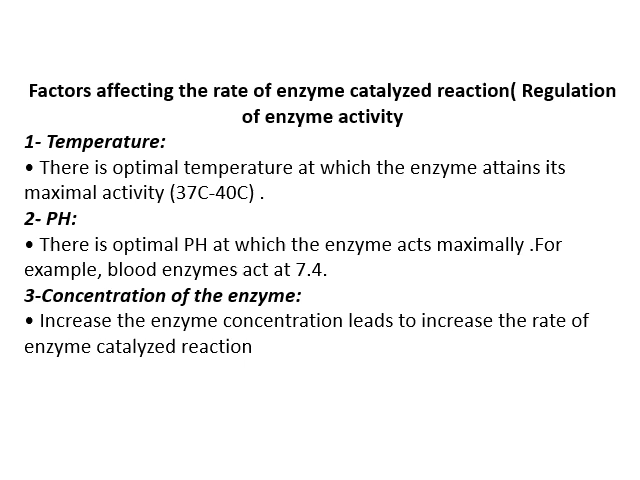 Factors affecting the rate of enzyme catalyzed reaction( Regulation
of enzyme activity
1- Temperature:
• There is optimal temperature at which the enzyme attains its
maximal activity (37C-40C) .
2- PH:
• There is optimal PH at which the enzyme acts maximally .For
example, blood enzymes act at 7.4.
3-Concentration of the enzyme:
• Increase the enzyme concentration leads to increase the rate of
enzyme catalyzed reaction